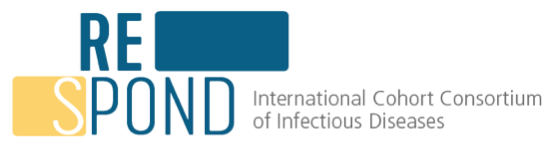 RE
SPOND
International Cohort Consortium
of Infectious Diseases